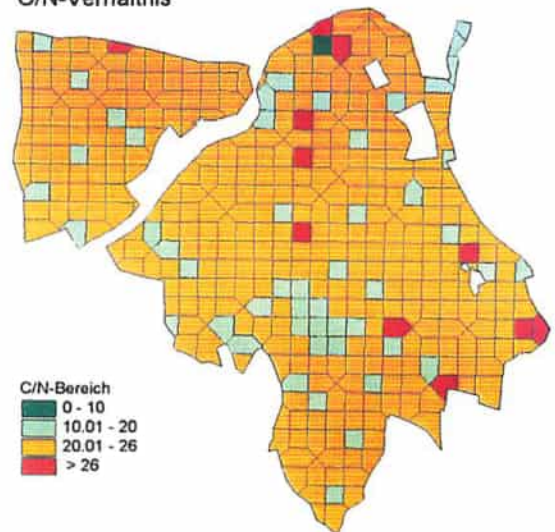 C/N-Verhältnis
C/N-Bereich
0 - 10
10.01 - 20
20.01 - 26
> 26